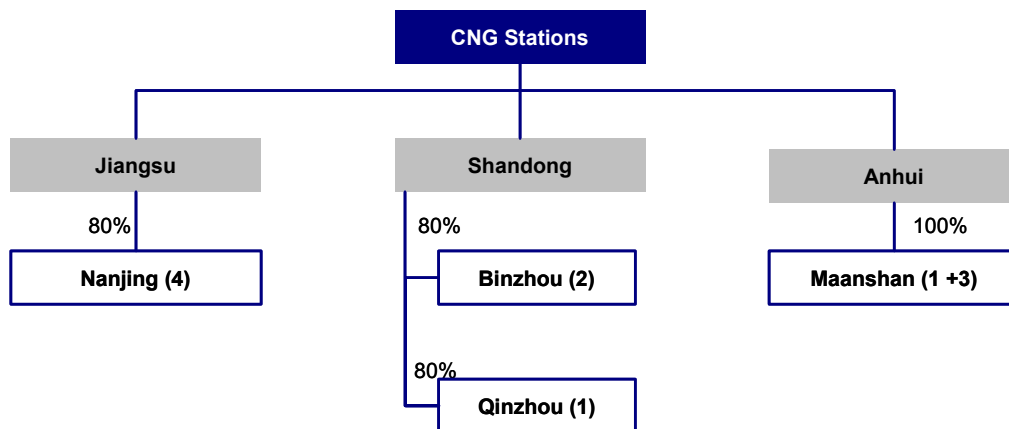 CNG Stations
Jiangsu
Shandong
Anhui
80%
80%
100%
Nanjing (4)
Binzhou (2)
Maanshan (1 +3)
80%
Qinzhou (1)